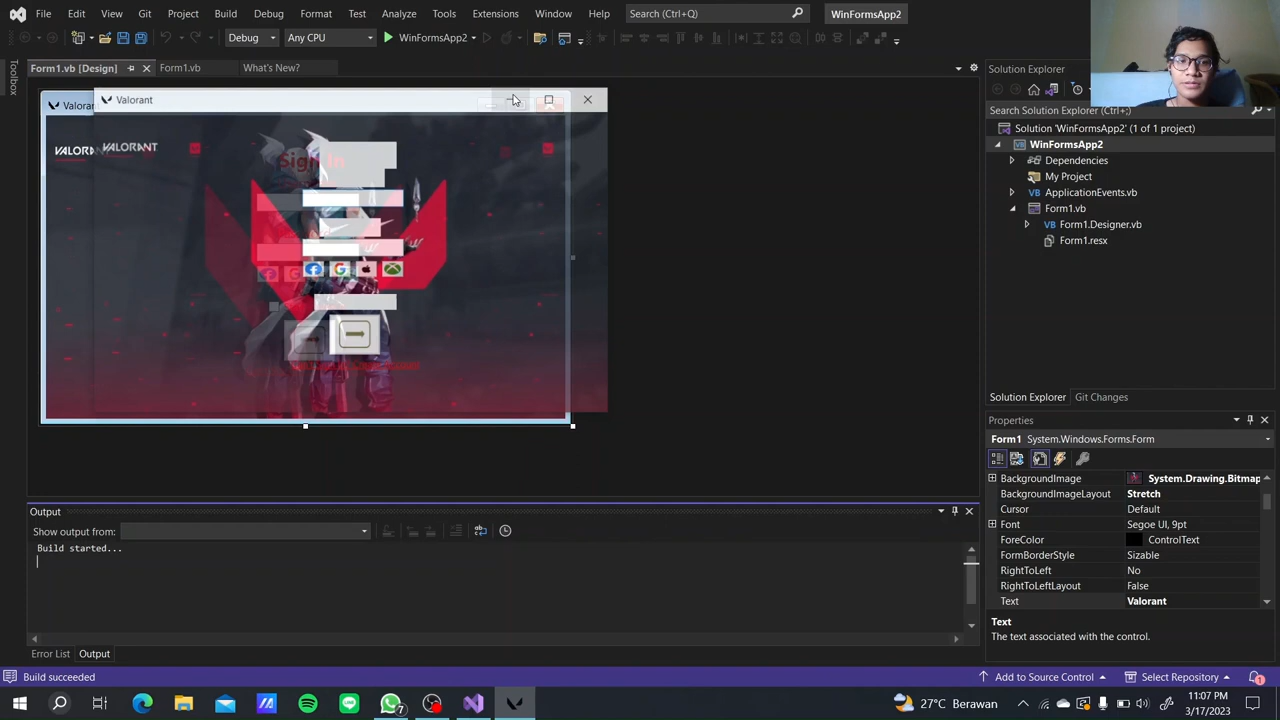 File Edit View Git Project Build Debug Format Test Analyze Tools Extensions Window Help Search (Ctrl+Q) WinFormsApp2
Debug Any CPU WinFormsApp2
Toolbox
Form1.vb [Design] Form1.vb What's New?
Valorant
Valorant
VALORANT
Sign In
Output
Show output from:
Build started...
Error List Output
Solution Explorer
Search Solution Explorer (Ctrl+;)
Solution 'WinFormsApp2' (1 of 1 project)
WinFormsApp2
Dependencies
My Project
ApplicationEvents.vb
Form1.vb
Form1.Designer.vb
Form1.resx
Solution Explorer Git Changes
Properties
Form1 System.Windows.Forms.Form
BackgroundImage System.Drawing.Bitmap
BackgroundImageLayout Stretch
Cursor Default
Font Segoe UI, 9pt
ForeColor ControlText
FormBorderStyle Sizable
RightToLeft No
RightToLeftLayout False
Text Valorant
Text
The text associated with the control.
Build succeeded Add to Source Control Select Repository 1
7 27°C Berawan 11:07 PM
3/17/2023